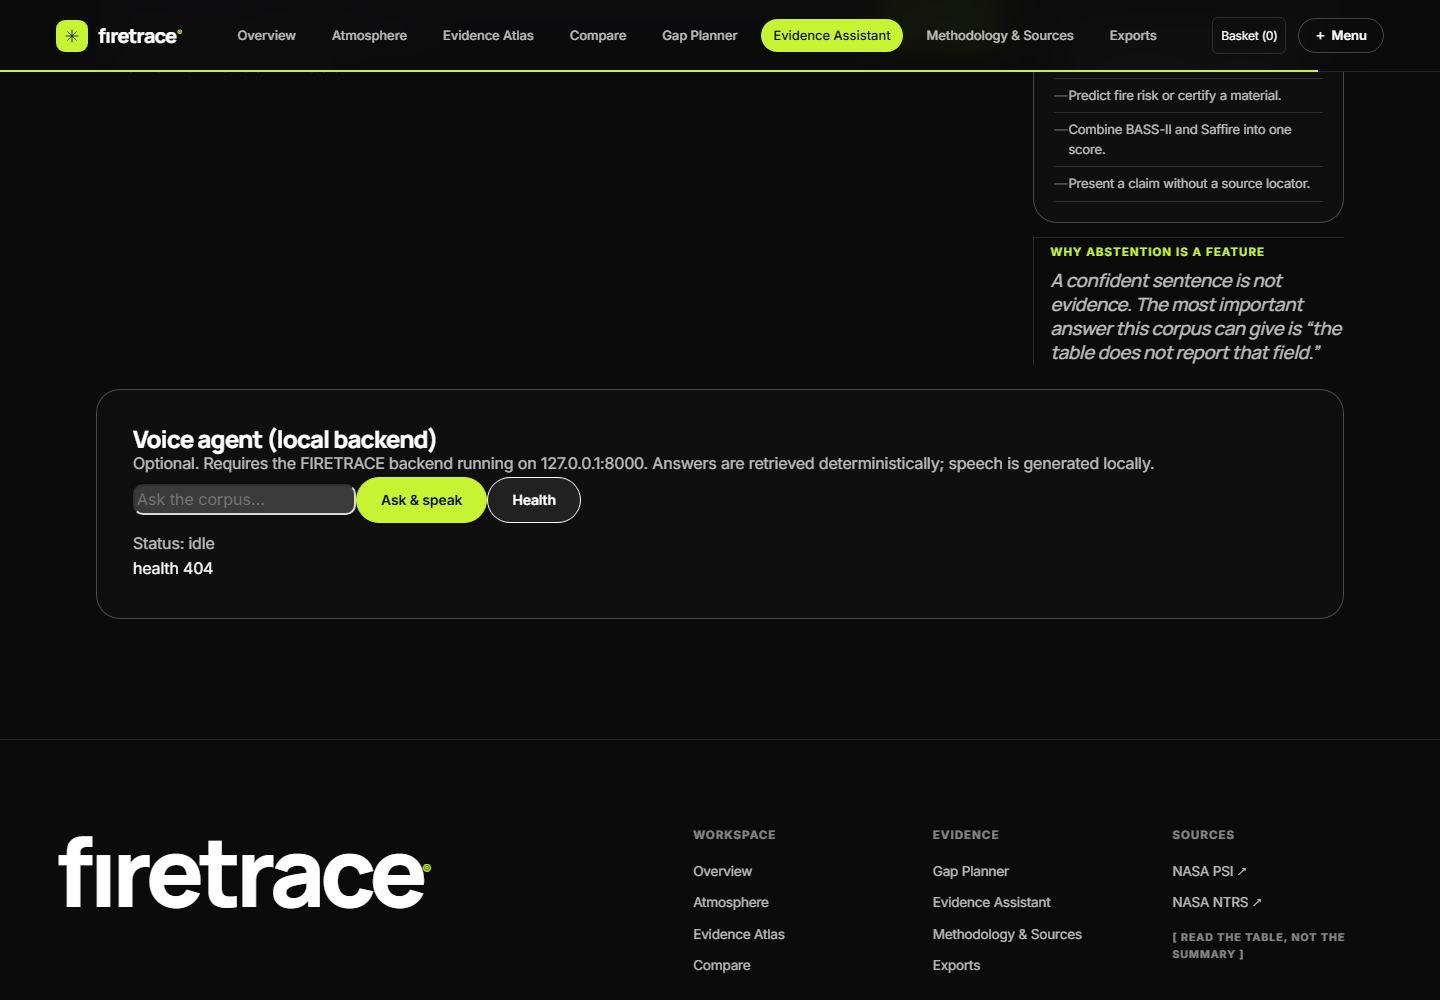 firetrace
Overview
Atmosphere
Evidence Atlas
Compare
Gap Planner
Evidence Assistant
Methodology & Sources
Exports
Basket (0)
+ Menu
—Predict fire risk or certify a material.
—Combine BASS-II and Saffire into one
score.
—Present a claim without a source locator.
WHY ABSTENTION IS A FEATURE
A confident sentence is not
evidence. The most important
answer this corpus can give is “the
table does not report that field.”
Voice agent (local backend)
Optional. Requires the FIRETRACE backend running on 127.0.0.1:8000. Answers are retrieved deterministically; speech is generated locally.
Ask the corpus...
Ask & speak
Health
Status: idle
health 404
firetrace®
WORKSPACE
Overview
Atmosphere
Evidence Atlas
Compare
EVIDENCE
Gap Planner
Evidence Assistant
Methodology & Sources
Exports
SOURCES
NASA PSI ↗
NASA NTRS ↗
[ READ THE TABLE, NOT THE
SUMMARY ]